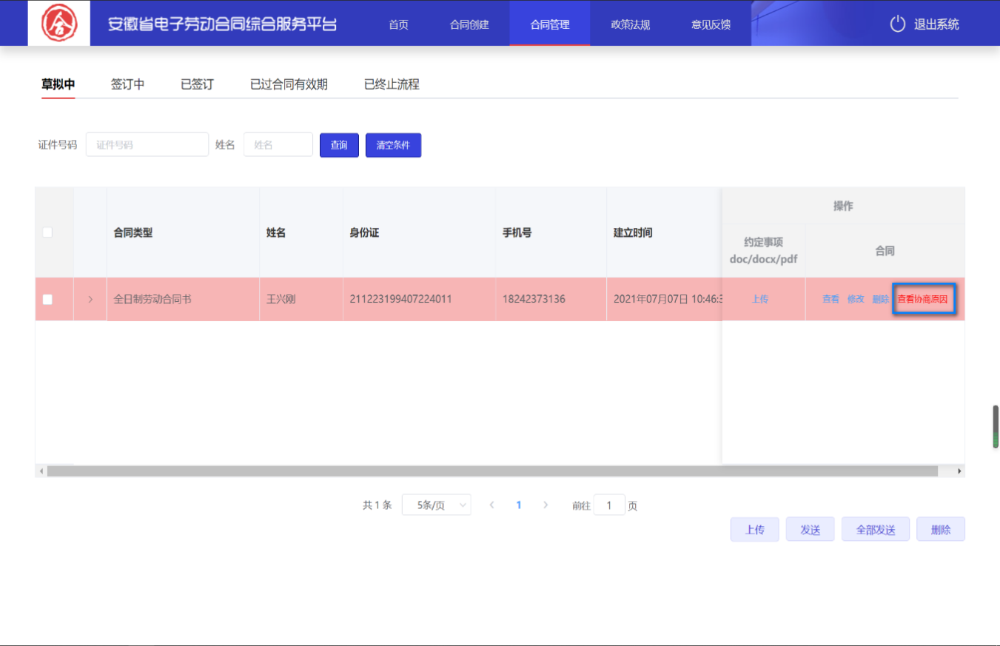 合
安徽省电子劳动合同综合服务平台
首页
合同创建
合同管理
政策法规
意见反馈
退出系统
草拟中
签订中
已签订
已过合同有效期
已终止流程
证件号码
证件号码
姓名
姓名
查询
清空条件
操作
合同类型
姓名
身份证
手机号
建立时间
约定事项
doc/docx/pdf
合同
全日制劳动合同书
王兴刚
211223199407224011
18242373136
2021年07月07日 10:46:3
上传
查看
修改
删除
查看协商原因
共 1 条
5条/页
1
前往
1
页
上传
发送
全部发送
删除